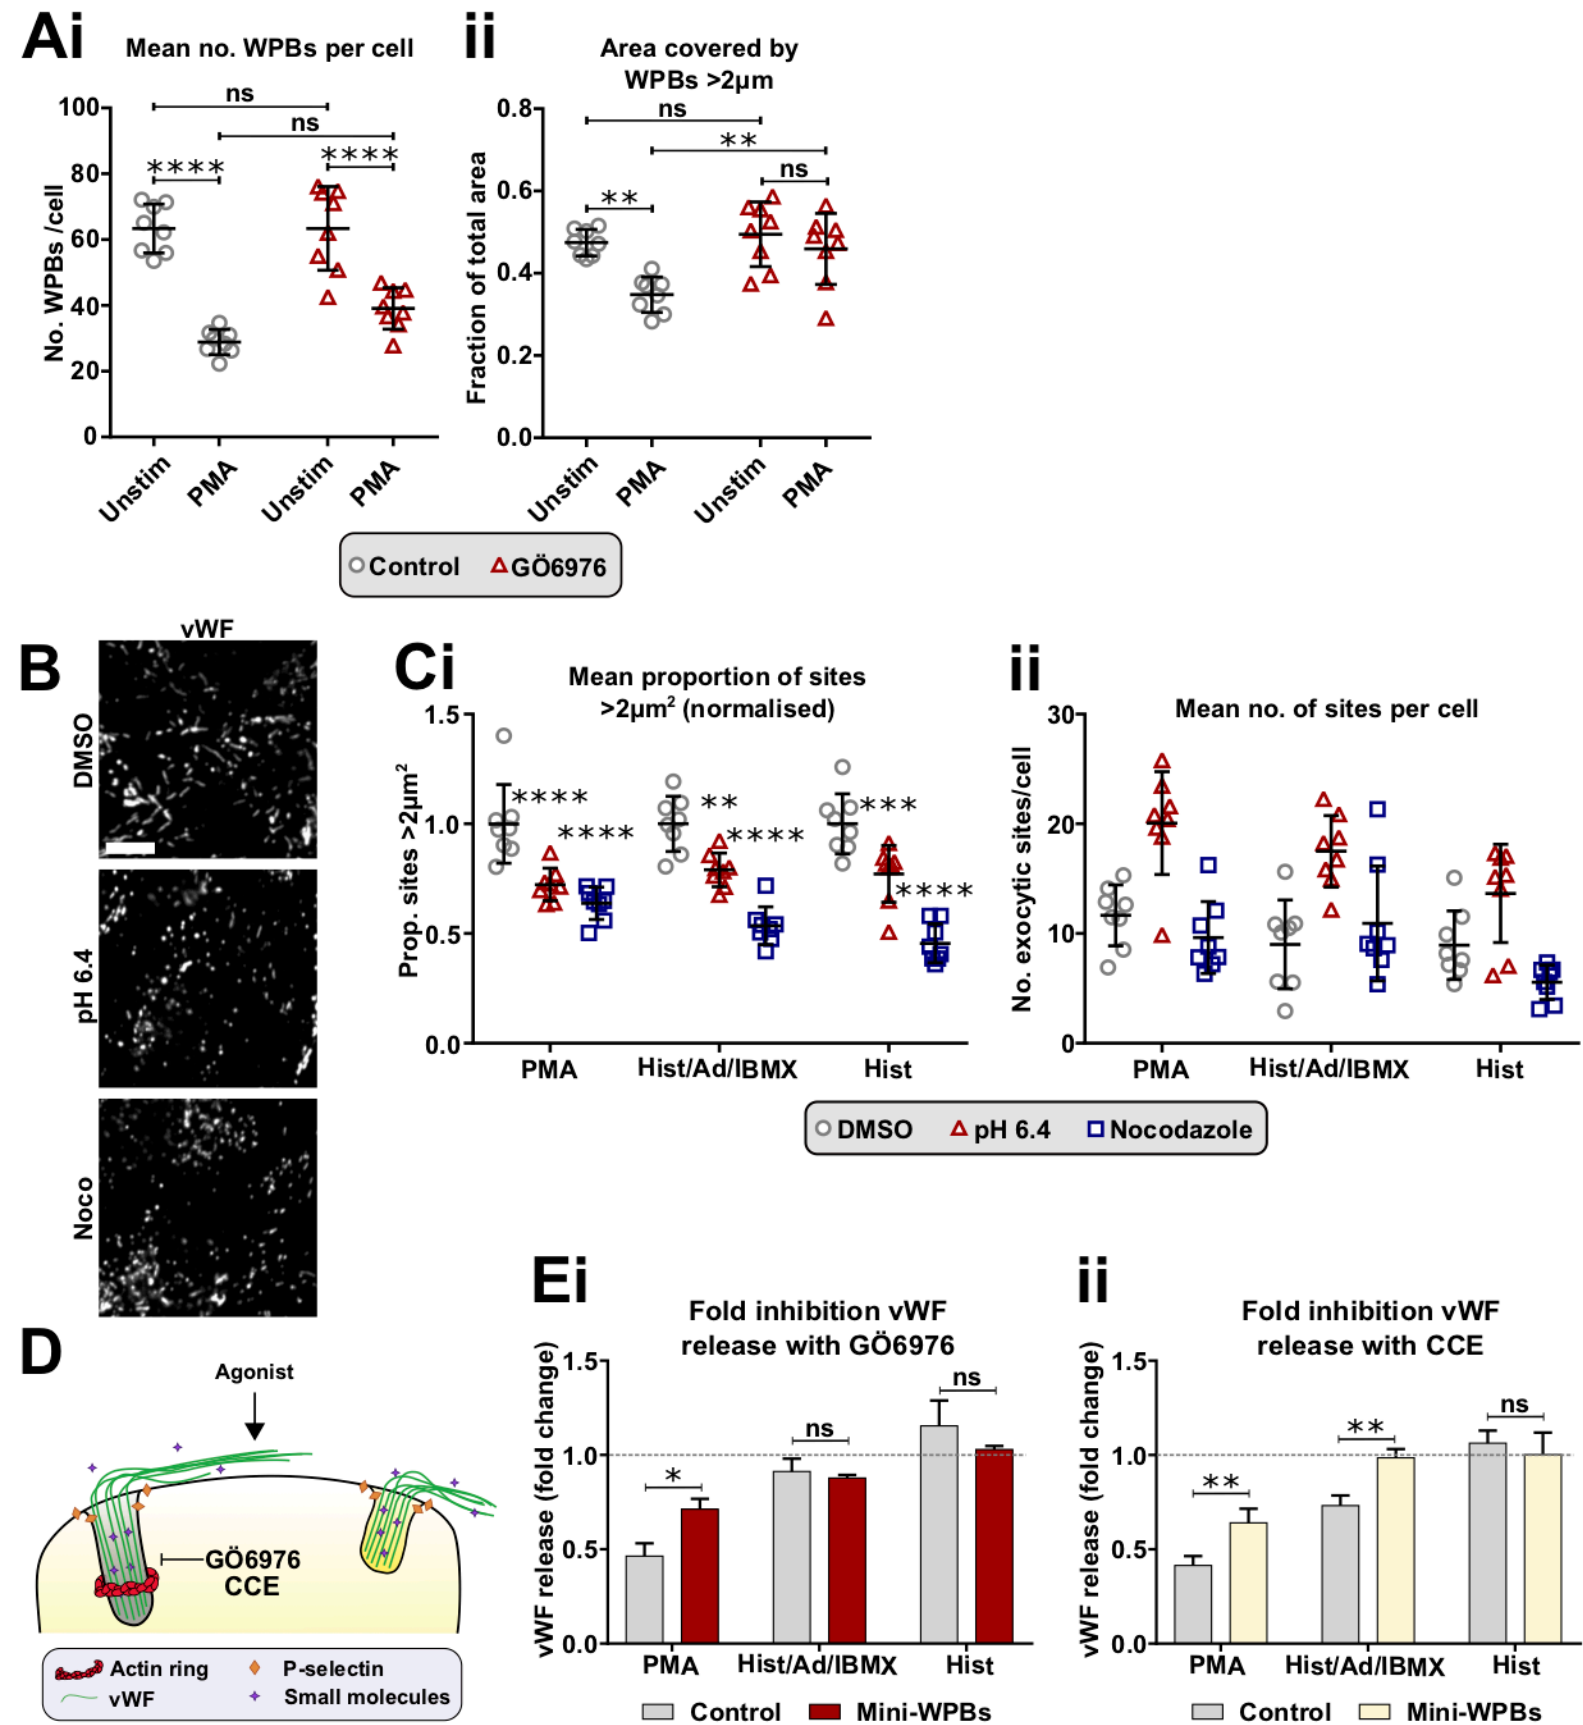 Ai
Mean no. WPBs per cell
No. WPBs /cell
100
80
60
40
20
0
ns
ns
****
****
Unstim
PMA
Unstim
PMA
ii
Area covered by
WPBs >2µm
Fraction of total area
0.8
0.6
0.4
0.2
0.0
ns
**
ns
**
Unstim
PMA
Unstim
PMA
Control
GÖ6976
B
vWF
DMSO
pH 6.4
Noco
Ci
Mean proportion of sites
>2µm² (normalised)
Prop. sites >2µm²
1.5
1.0
0.5
0.0
****
****
**
****
***
****
PMA
Hist/Ad/IBMX
Hist
ii
Mean no. of sites per cell
No. exocytic sites/cell
30
20
10
0
PMA
Hist/Ad/IBMX
Hist
DMSO
pH 6.4
Nocodazole
D
Agonist
GÖ6976
CCE
Actin ring
P-selectin
vWF
Small molecules
Ei
Fold inhibition vWF
release with GÖ6976
vWF release (fold change)
1.5
1.0
0.5
0.0
*
ns
ns
PMA
Hist/Ad/IBMX
Hist
Control
Mini-WPBs
ii
Fold inhibition vWF
release with CCE
vWF release (fold change)
1.5
1.0
0.5
0.0
**
**
ns
PMA
Hist/Ad/IBMX
Hist
Control
Mini-WPBs